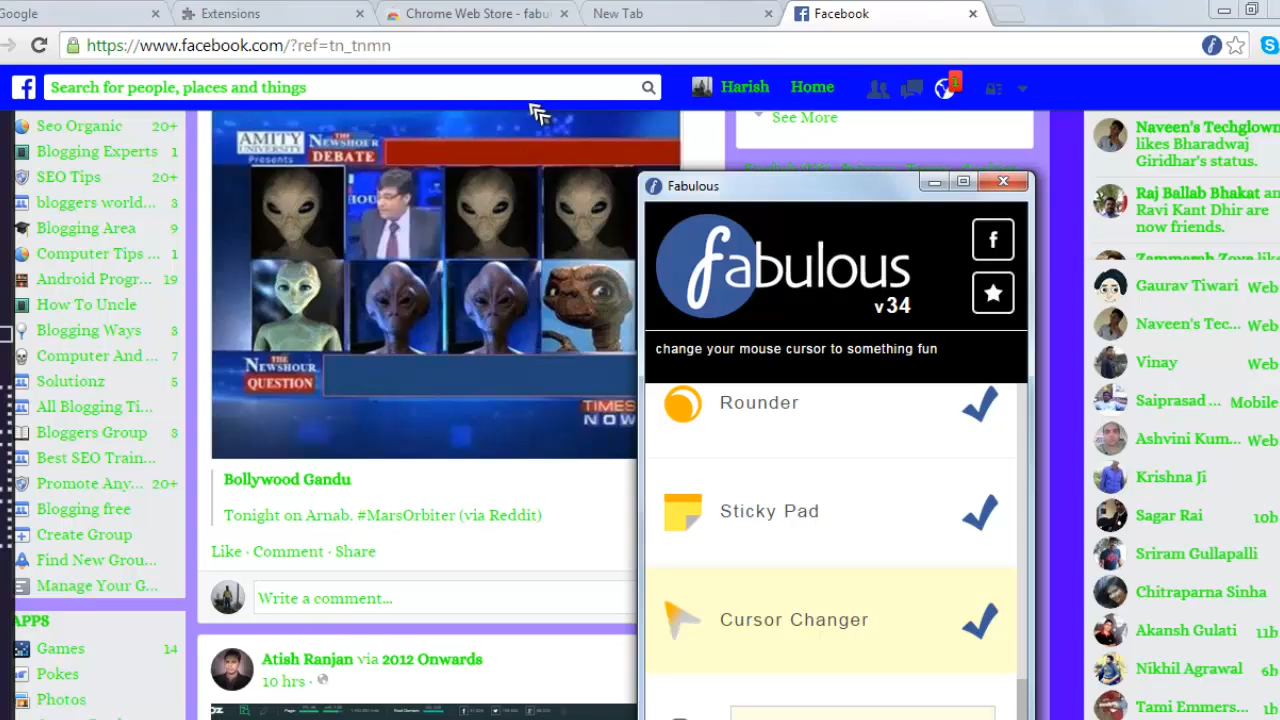 Google
Extensions
Chrome Web Store - fabu
New Tab
Facebook
https://www.facebook.com/?ref=tn_tnmn
Search for people, places and things
Harish
Home
1
Seo Organic 20+
Blogging Experts 1
SEO Tips 20+
bloggers world... 3
Blogging Area 9
Computer Tips ... 1
Android Progr... 19
How To Uncle
Blogging Ways 3
Computer And ... 7
Solutionz 5
All Blogging Ti...
Bloggers Group 3
Best SEO Train...
Promote Any... 20+
Blogging free
Create Group
Find New Grou...
Manage Your G...
APPS
Games 14
Pokes
Photos
AMITY
UNIVERSITY
Presents
THE
NEWSHOUR
DEBATE
THE
NEWSHOUR
QUESTION
TIMES
NOW
Bollywood Gandu
Tonight on Arnab. #MarsOrbiter (via Reddit)
Like · Comment · Share
Write a comment...
Atish Ranjan via 2012 Onwards
10 hrs ·
See More
Fabulous
fabulous
v34
change your mouse cursor to something fun
Rounder
Sticky Pad
Cursor Changer
Naveen's Techglown
likes Bharadwaj
Giridhar's status.
Raj Ballab Bhakat and
Ravi Kant Dhir are
now friends.
Gaurav Tiwari Web
Naveen's Tec... Web
Vinay Web
Saiprasad ... Mobile
Ashvini Kum... Web
Krishna Ji
Sagar Rai 10h
Sriram Gullapalli
Chitraparna Sinha
Akansh Gulati 11h
Nikhil Agrawal 6h
Tami Emmers... 1h